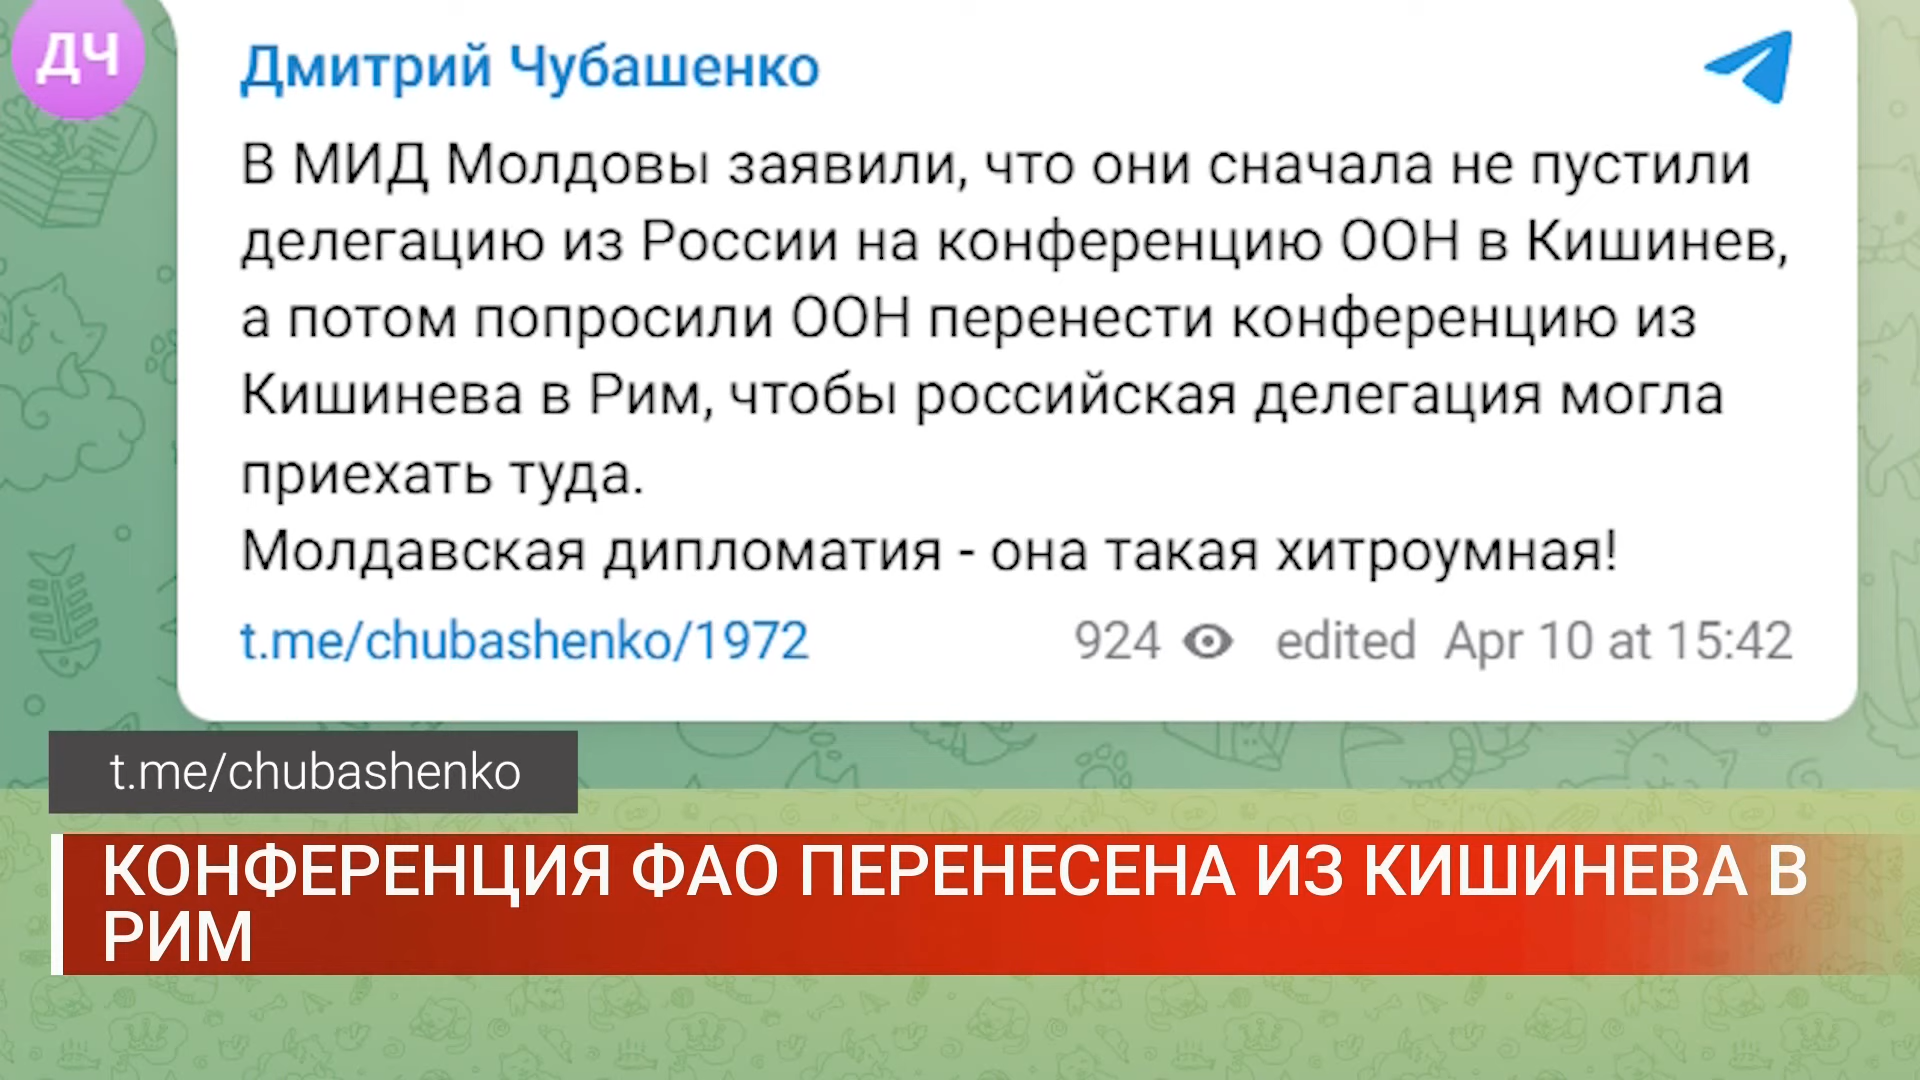 ДЧ
Дмитрий Чубашенко
В МИД Молдовы заявили, что они сначала не пустили
делегацию из России на конференцию ООН в Кишинев,
а потом попросили ООН перенести конференцию из
Кишинева в Рим, чтобы российская делегация могла
приехать туда.
Молдавская дипломатия - она такая хитроумная!
t.me/chubashenko/1972 924 edited Apr 10 at 15:42
t.me/chubashenko
КОНФЕРЕНЦИЯ ФАО ПЕРЕНЕСЕНА ИЗ КИШИНЕВА В
РИМ